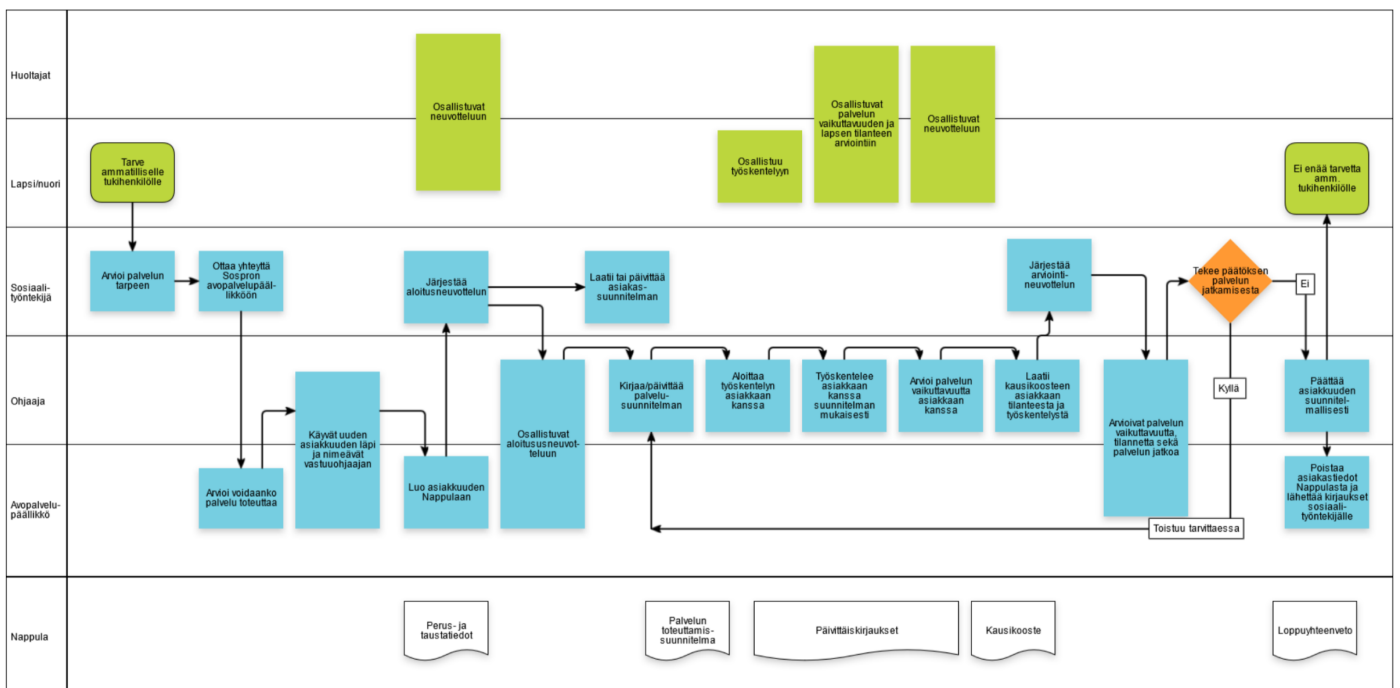 Huoltajat
Osallistuvat
neuvotteluun
Osallistuvat
palvelun
vaikuttavuuden ja
lapsen tilanteen
arviointiin
Osallistuvat
neuvotteluun
Lapsi/nuori
Tarve
ammatilliselle
tukihenkilölle
Osallistuu
työskentelyyn
Ei enää tarvetta
amm.
tukihenkilölle
Sosiaali-
työntekijä
Arvioi palvelun
tarpeen
Ottaa yhteyttä
Sospron
avopalvelupääl-
likköön
Järjestää
aloitusneuvottelun
Laatii tai päivittää
asiakas-
suunnitelman
Järjestää
arviointi-
neuvottelun
Tekee päätöksen
palvelun
jatkamisesta
Ei
Kyllä
Ohjaaja
Käyvät uuden
asiakkuuden läpi
ja nimeävät
vastuuohjaajan
Osallistuvat
aloitususneuvot-
teluun
Kirjaa/päivittää
palvelu-
suunnitelman
Aloittaa
työskentelyn
asiakkaan
kanssa
Työskentelee
asiakkaan
kanssa
suunnitelman
mukaisesti
Arvioi palvelun
vaikuttavuutta
asiakkaan
kanssa
Laatii
kausikoosteen
asiakkaan
tilanteesta ja
työskentelystä
Arvioivat palvelun
vaikuttavuutta,
tilannetta sekä
palvelun jatkoa
Päättää
asiakkuuden
suunnitel-
mallisesti
Avopalvelu-
päällikkö
Arvioi voidaanko
palvelu toteuttaa
Luo asiakkuuden
Nappulaan
Toistuu tarvittaessa
Poistaa
asiakastiedot
Nappulasta ja
lähettää kirjaukset
sosiaali-
työntekijälle
Nappula
Perus- ja
taustatiedot
Palvelun
toteuttamis-
suunnitelma
Päivittäiskirjaukset
Kausikooste
Loppuyhteenveto